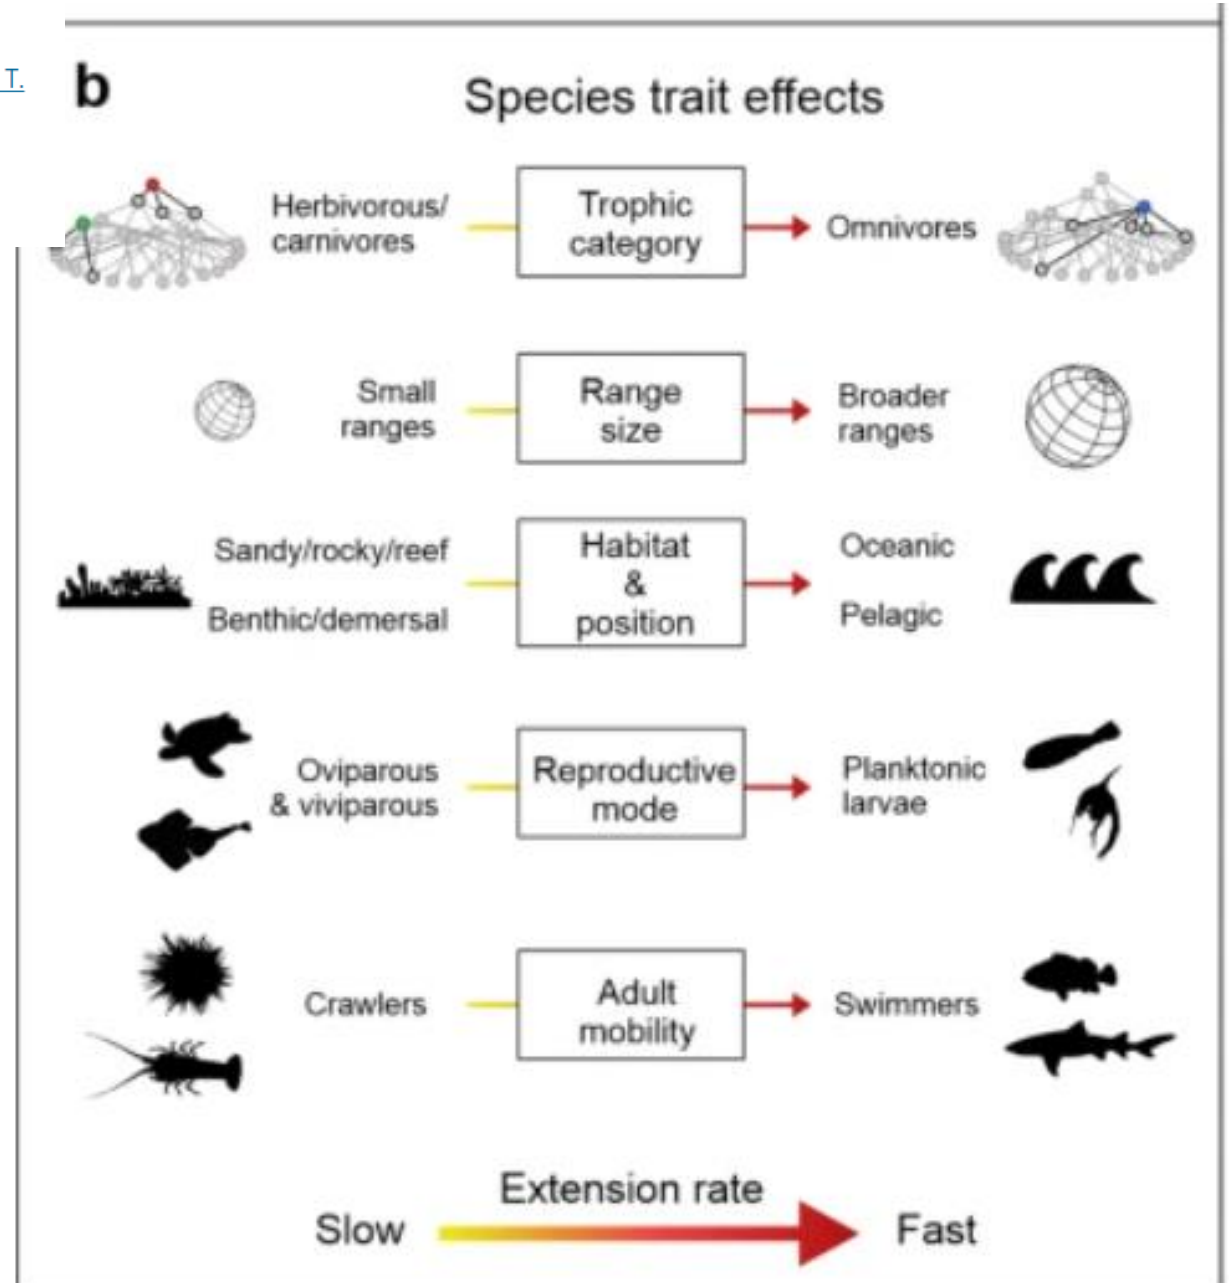 T.
b
Species trait effects
Herbivorous/
carnivores
Trophic
category
Omnivores
Small
ranges
Range
size
Broader
ranges
Sandy/rocky/reef
Benthic/demersal
Habitat
&
position
Oceanic
Pelagic
Oviparous
& viviparous
Reproductive
mode
Planktonic
larvae
Crawlers
Adult
mobility
Swimmers
Extension rate
Slow
Fast